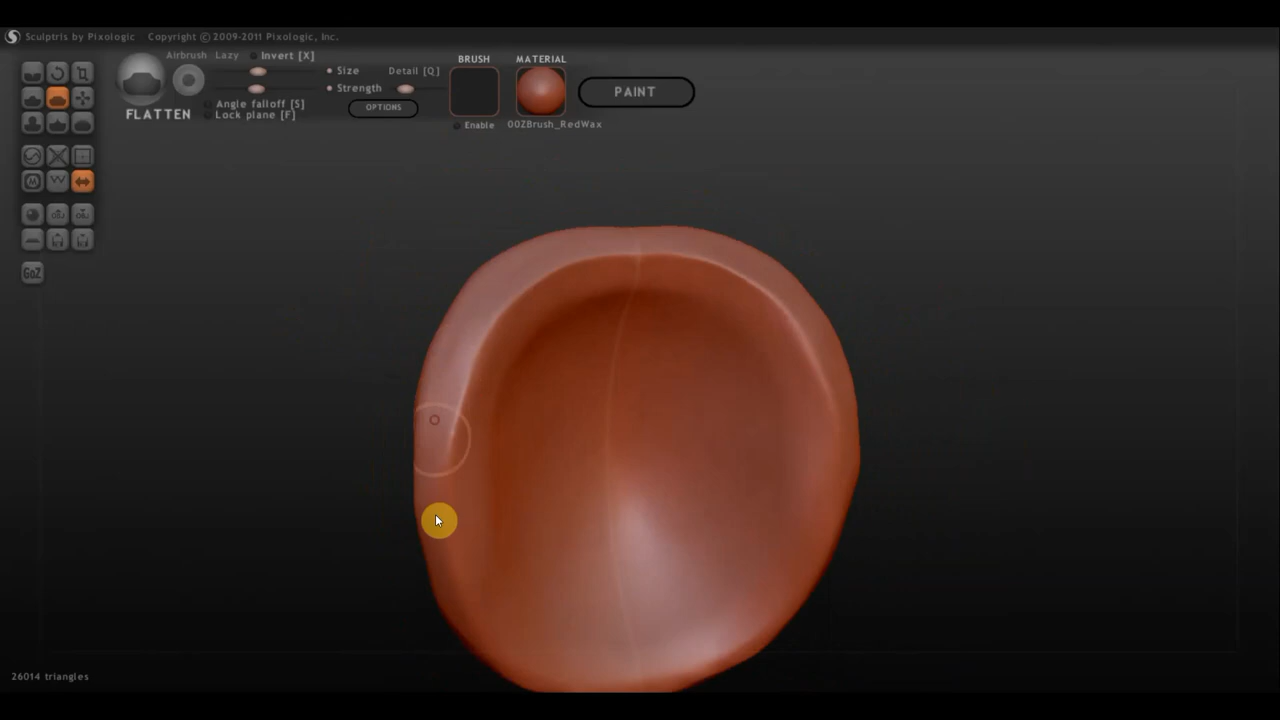 Sculptris by Pixologic Copyright © 2009-2011 Pixologic, Inc.
Airbrush Lazy Invert [X]
Size Detail [Q]
Strength
Angle falloff [S]
Lock plane [F]
OPTIONS
FLATTEN
BRUSH
Enable
MATERIAL
00ZBrush_RedWax
PAINT
GoZ
26014 triangles